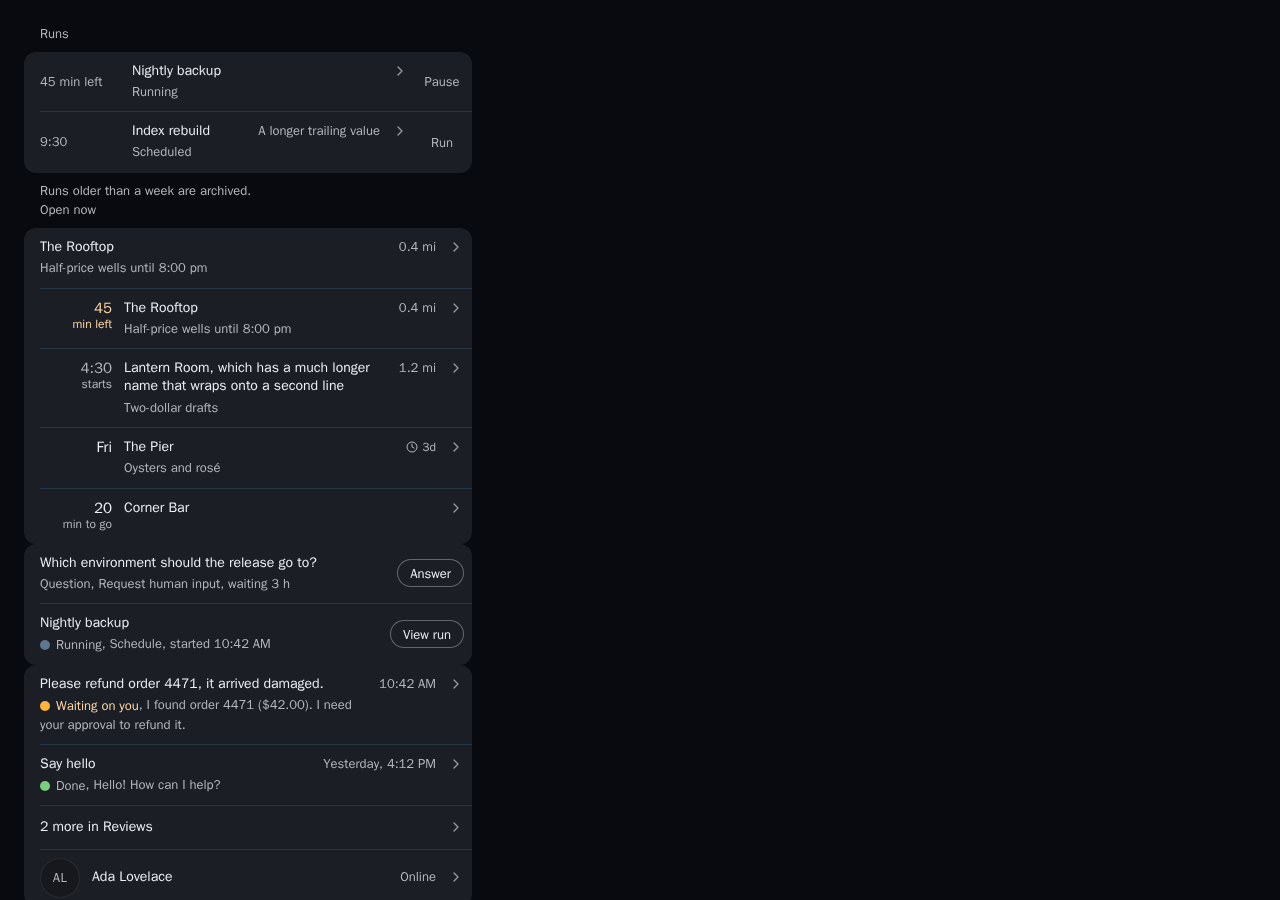 Runs
45 min left
Nightly backup
Running
Pause
9:30
Index rebuild
A longer trailing value
Scheduled
Run
Runs older than a week are archived.
Open now
The Rooftop
0.4 mi
Half-price wells until 8:00 pm
45
min left
The Rooftop
0.4 mi
Half-price wells until 8:00 pm
4:30
starts
Lantern Room, which has a much longer
name that wraps onto a second line
1.2 mi
Two-dollar drafts
Fri
The Pier
3d
Oysters and rosé
20
min to go
Corner Bar
Which environment should the release go to?
Question, Request human input, waiting 3 h
Answer
Nightly backup
Running, Schedule, started 10:42 AM
View run
Please refund order 4471, it arrived damaged.
10:42 AM
Waiting on you, I found order 4471 ($42.00). I need
your approval to refund it.
Say hello
Yesterday, 4:12 PM
Done, Hello! How can I help?
2 more in Reviews
AL
Ada Lovelace
Online